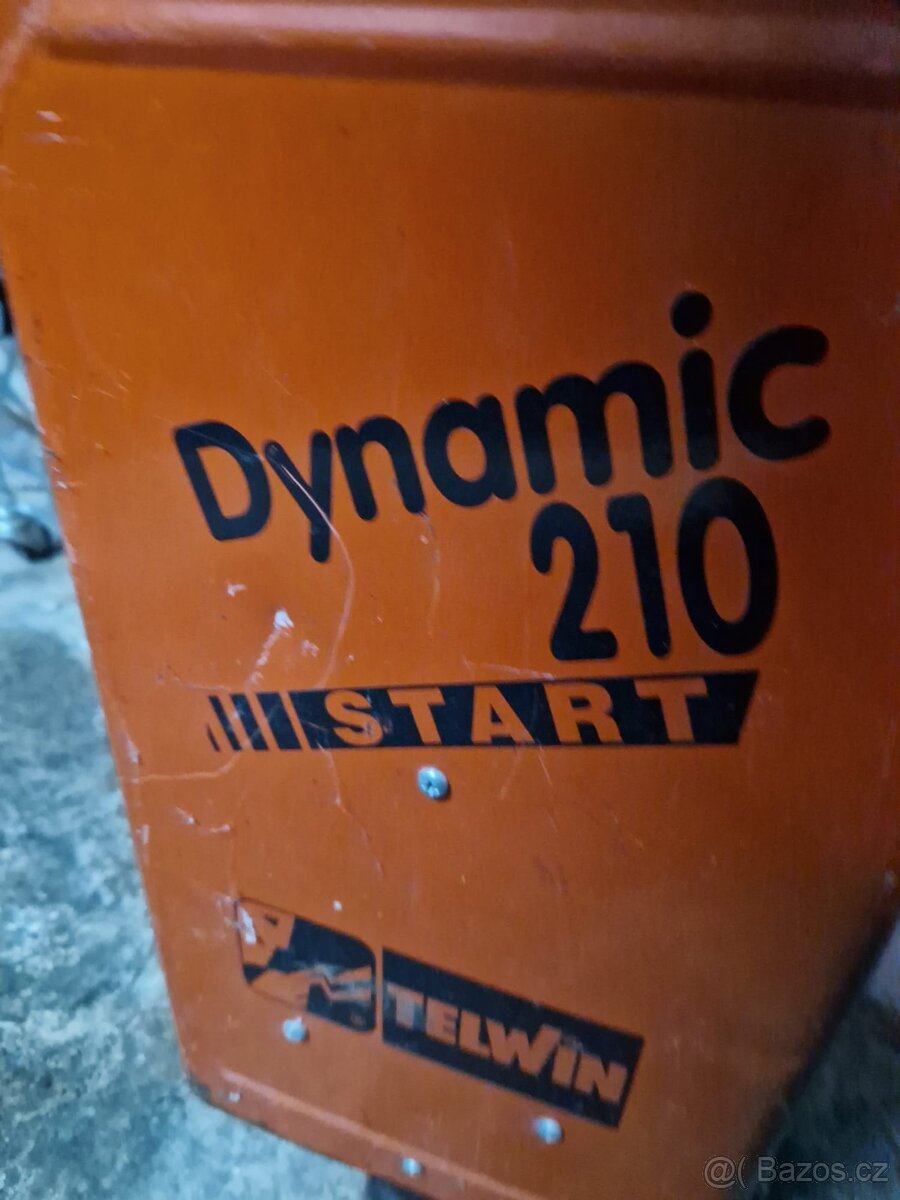 Dynamic
210
START
TELWIN
@( Bazos.cz